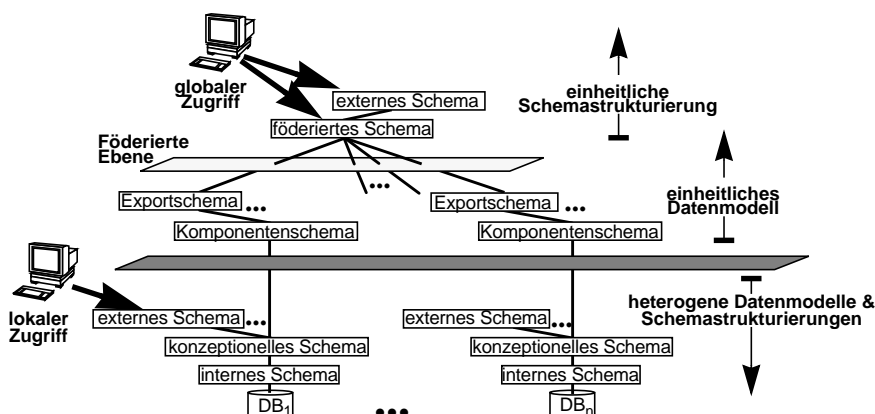 globaler
Zugriff
externes Schema
föderiertes Schema
einheitliche
Schemastrukturierung
Föderierte
Ebene
...
Exportschema ...
Exportschema ...
einheitliches
Datenmodell
Komponentenschema
Komponentenschema
lokaler
Zugriff
externes Schema ...
externes Schema ...
heterogene Datenmodelle &
Schemastrukturierungen
konzeptionelles Schema
konzeptionelles Schema
internes Schema
internes Schema
DB1
...
DBn